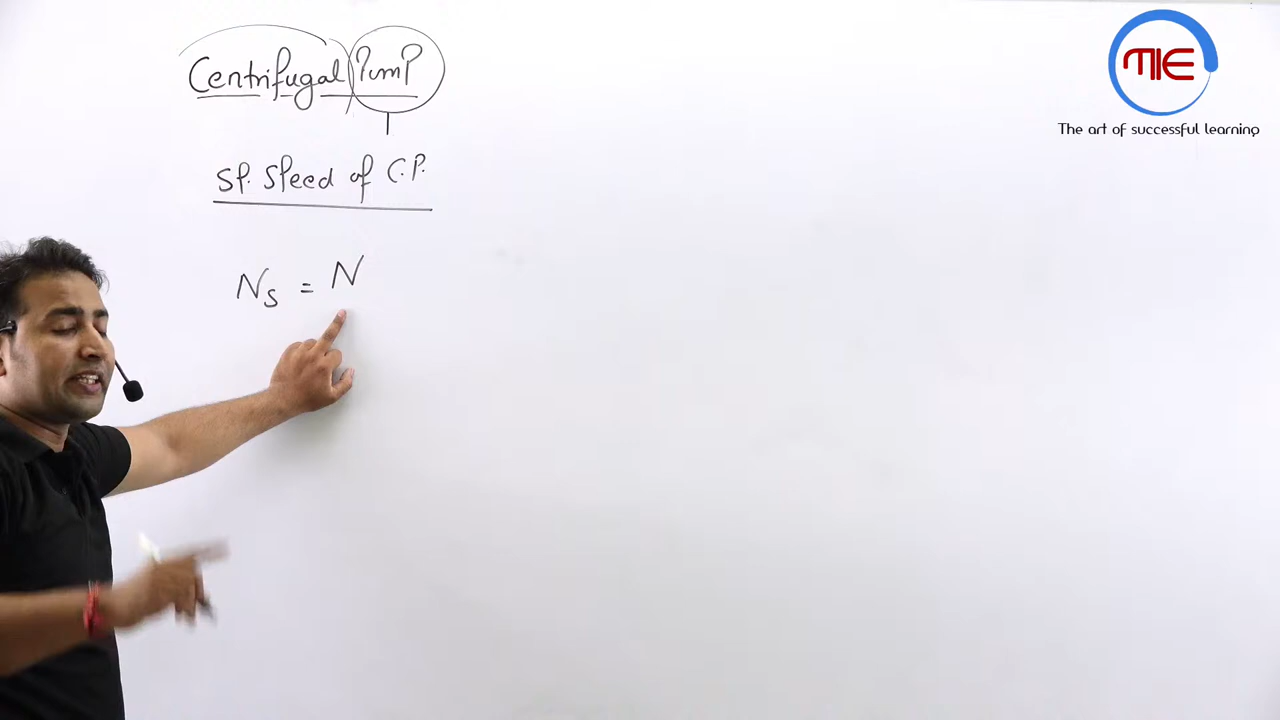 Centrifugal Pump
Sp. Speed of C.P.
Ns = N
MIE
The art of successful learning